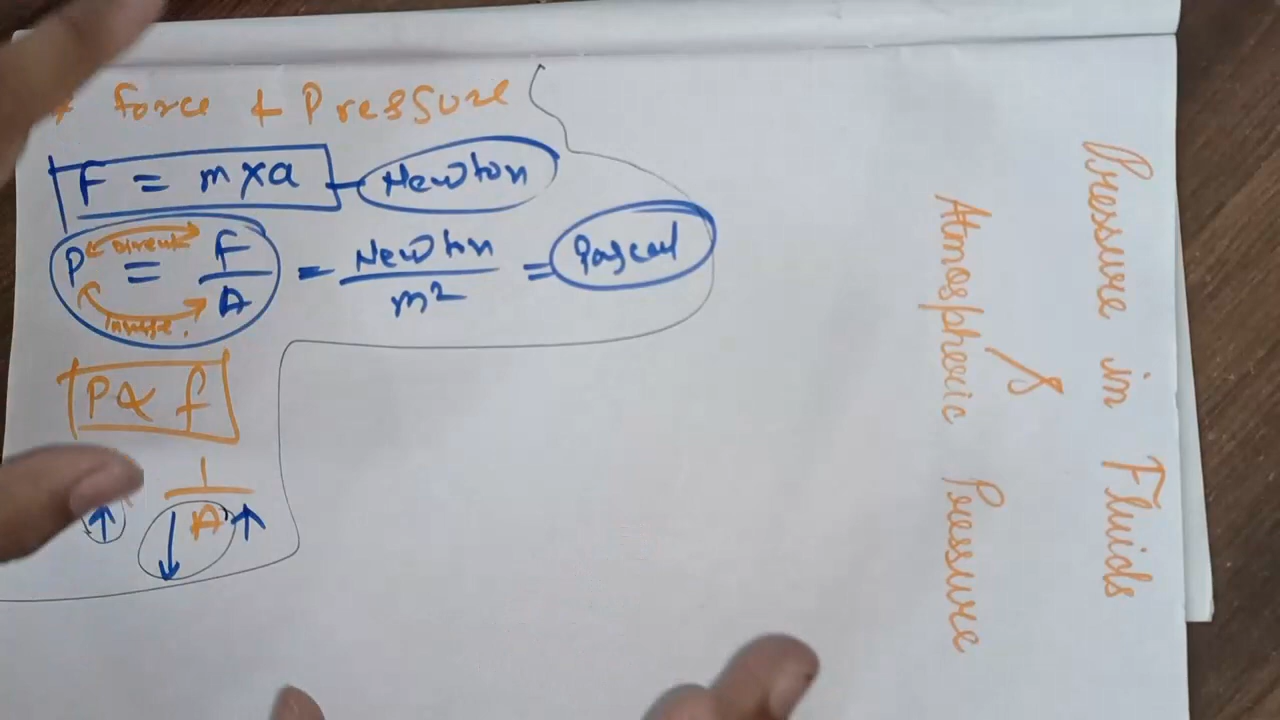 Force & Pressure
F = m×a - Newton
P = F/A = Newton/m² = Pascal
Direct
Inverse
P ∝ f
1/A
↑ ↓ ↑
Pressure in Fluids
&
Atmospheric Pressure